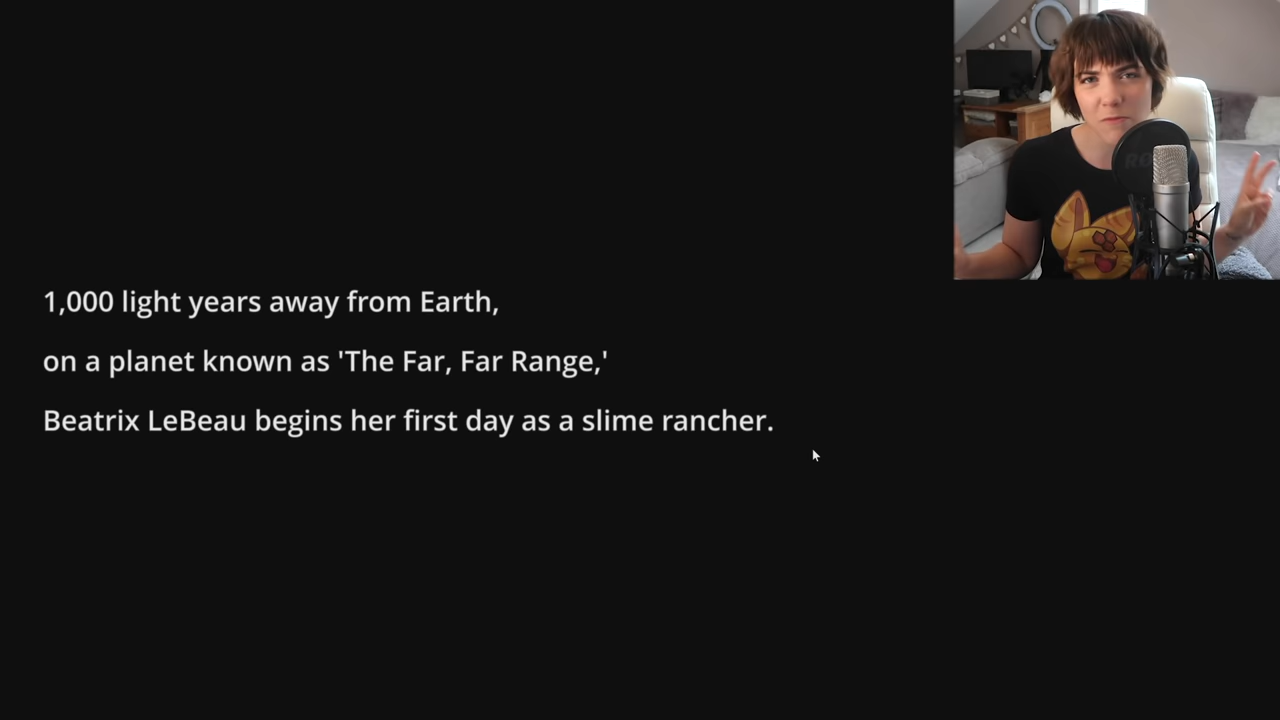 1,000 light years away from Earth,
on a planet known as 'The Far, Far Range,'
Beatrix LeBeau begins her first day as a slime rancher.